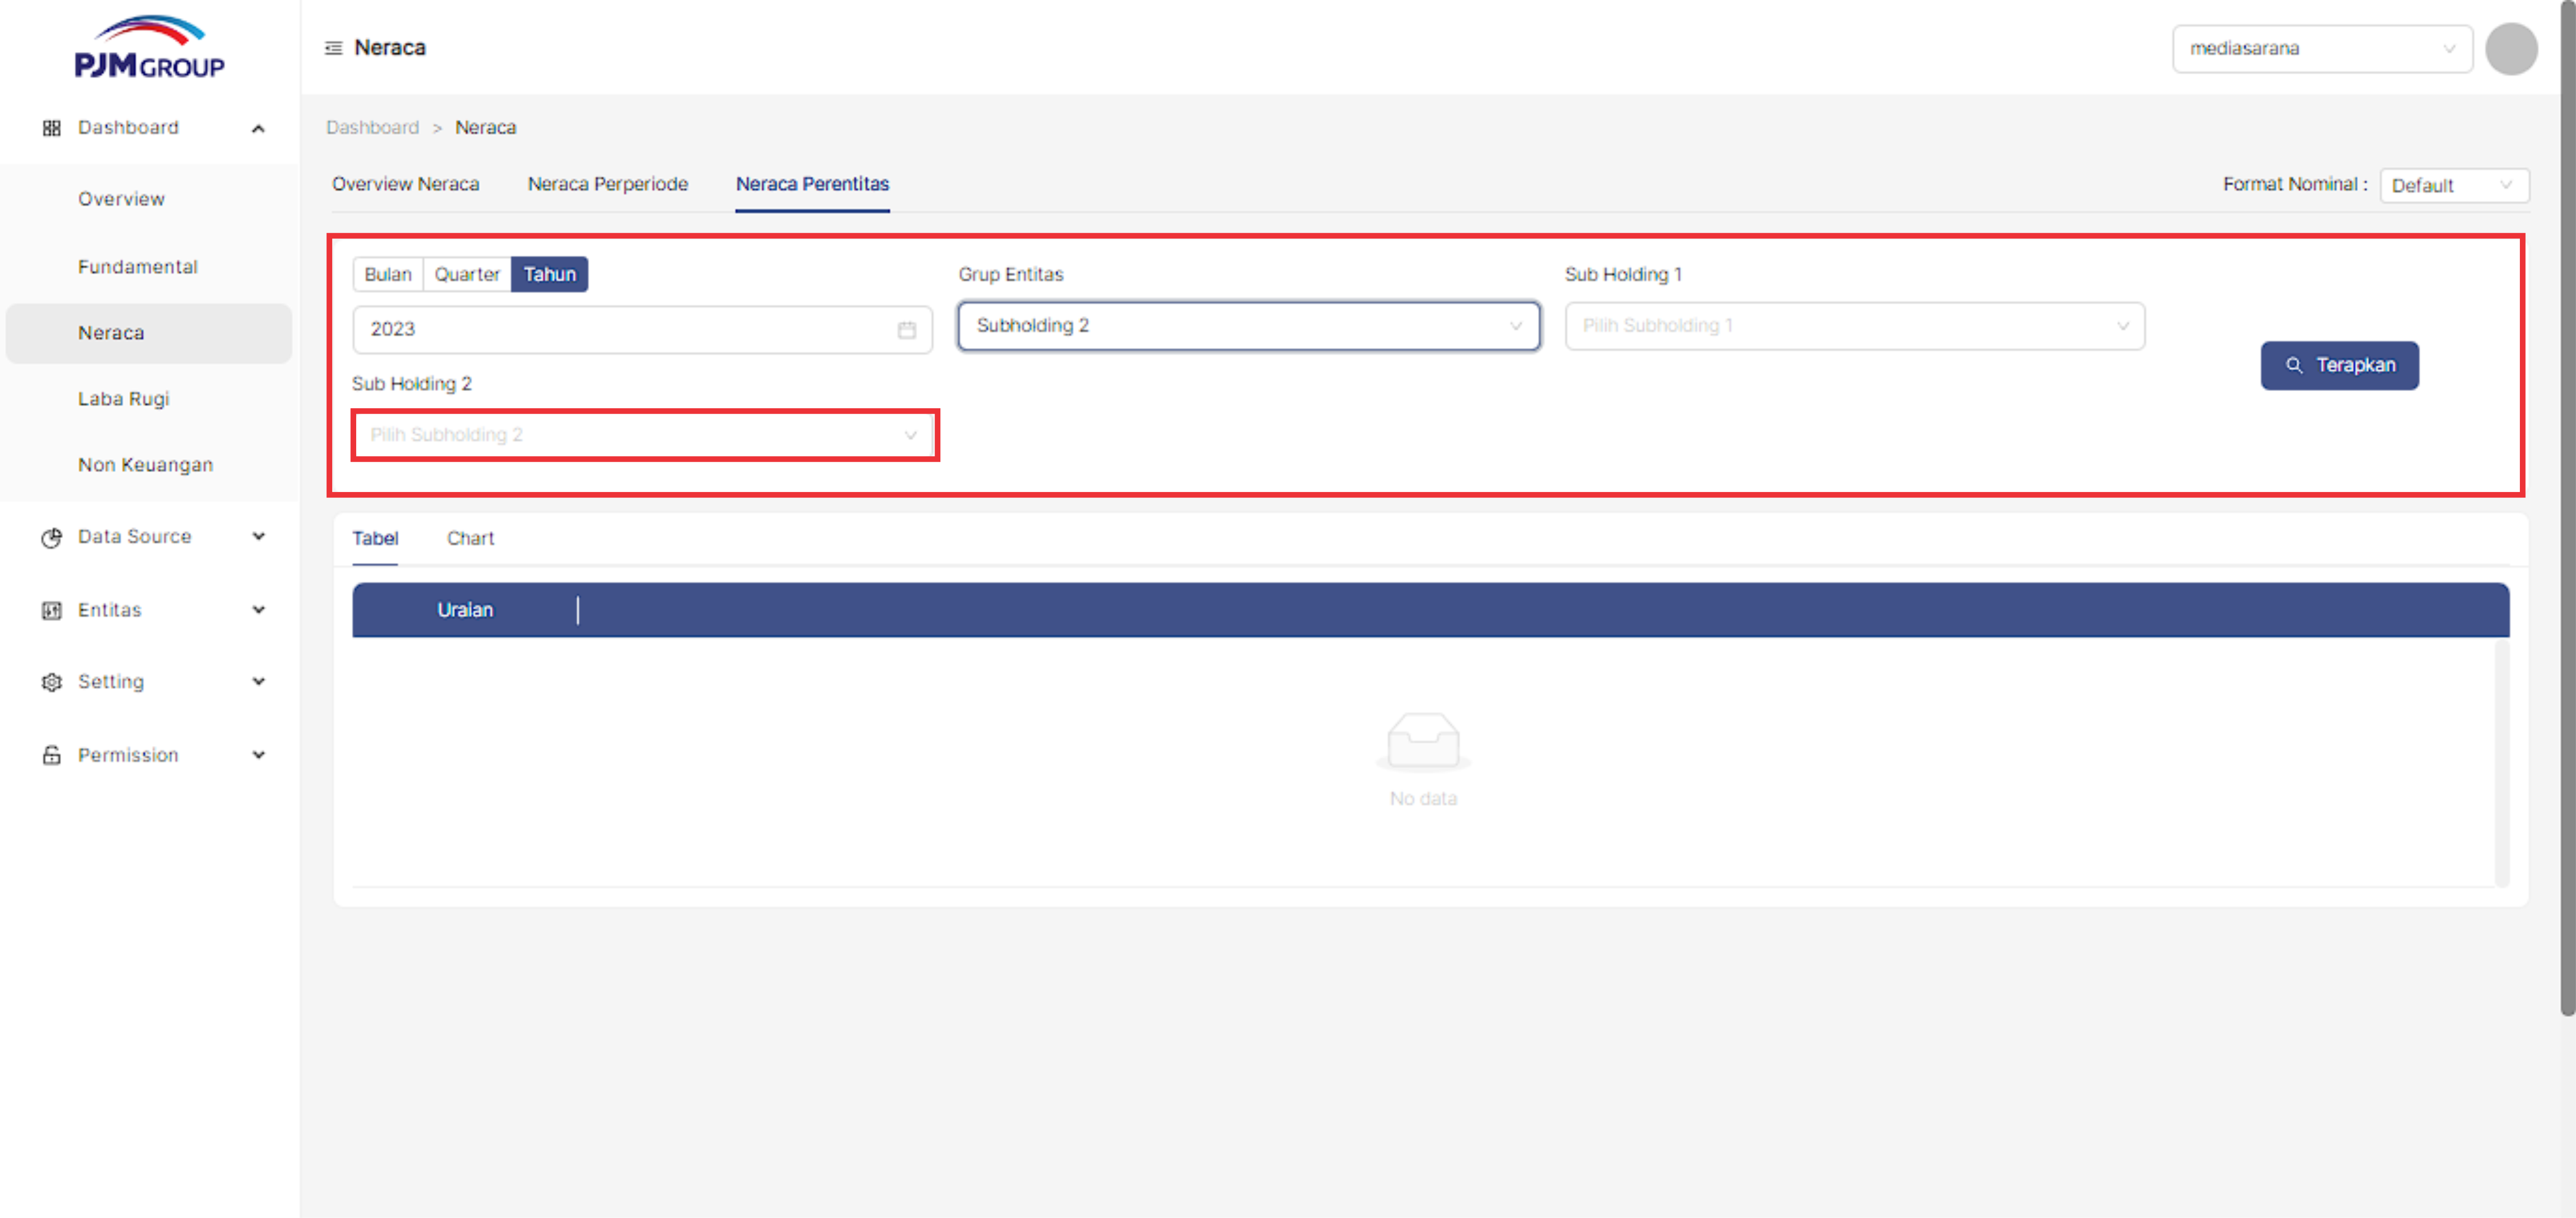 PJM GROUP
Dashboard
Overview
Fundamental
Neraca
Laba Rugi
Non Keuangan
Data Source
Entitas
Setting
Permission
Neraca
mediasarana
Dashboard > Neraca
Overview Neraca
Neraca Perperiode
Neraca Perentitas
Format Nominal :
Default
Bulan
Quarter
Tahun
2023
Grup Entitas
Subholding 2
Sub Holding 1
Pilih Subholding 1
Sub Holding 2
Pilih Subholding 2
Terapkan
Tabel
Chart
Uraian
No data